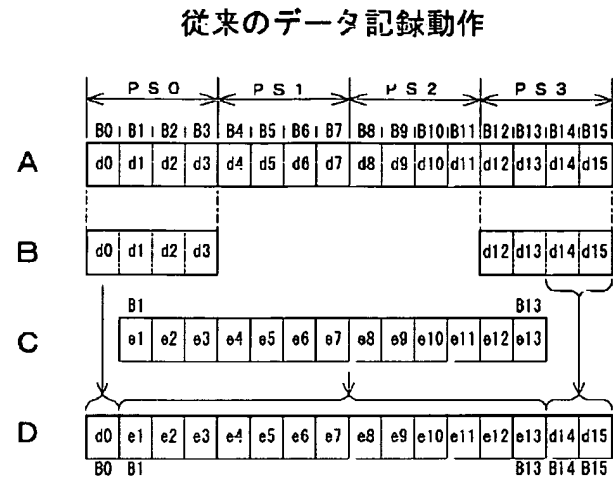 従来のデータ記録動作
PS0 PS1 PS2 PS3
B0 B1 B2 B3 B4 B5 B6 B7 B8 B9 B10 B11 B12 B13 B14 B15
A d0 d1 d2 d3 d4 d5 d6 d7 d8 d9 d10 d11 d12 d13 d14 d15
B d0 d1 d2 d3 d12 d13 d14 d15
B1 B13
C e1 e2 e3 e4 e5 e6 e7 e8 e9 e10 e11 e12 e13
D d0 e1 e2 e3 e4 e5 e6 e7 e8 e9 e10 e11 e12 e13 d14 d15
B0 B1 B13 B14 B15